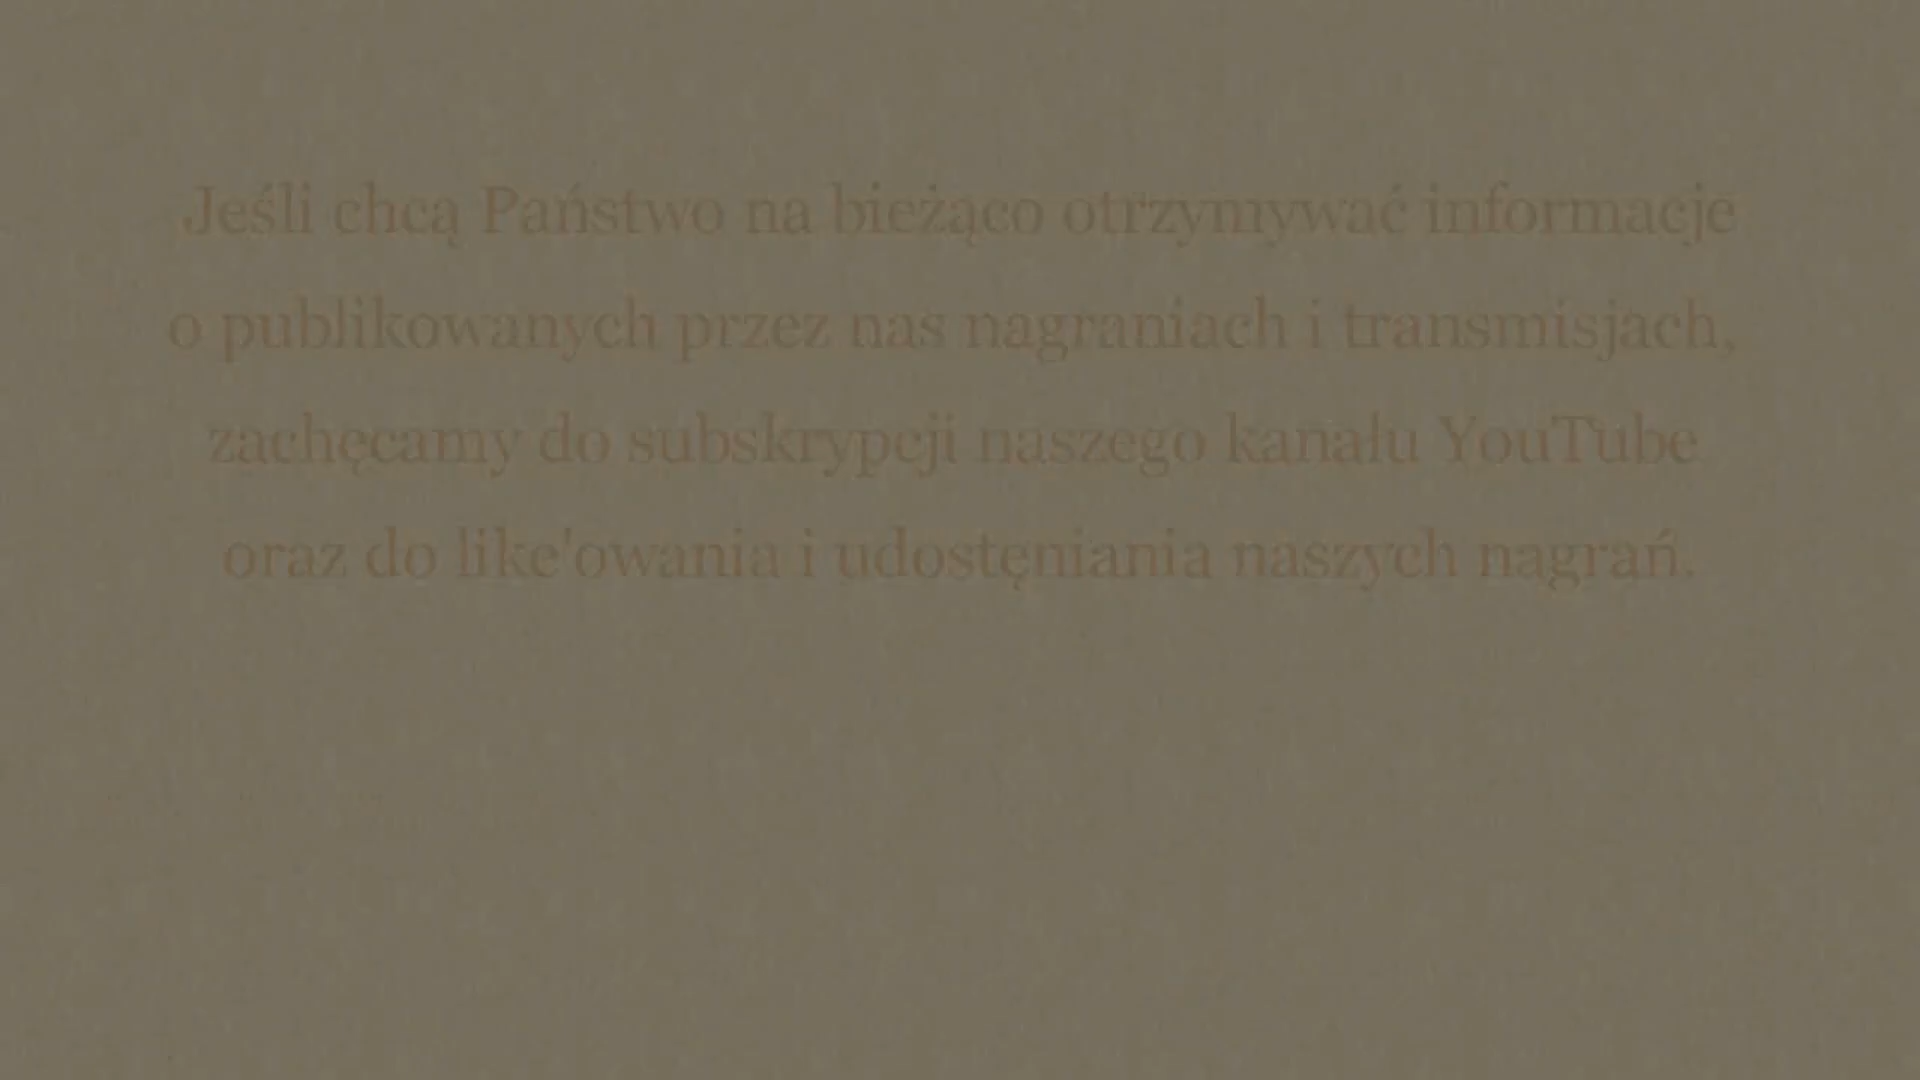 Jeśli chcą Państwo na bieżąco otrzymywać informacje
o publikowanych przez nas nagraniach i transmisjach,
zachęcamy do subskrypcji naszego kanału YouTube
oraz do like'owania i udostęniania naszych nagrań.